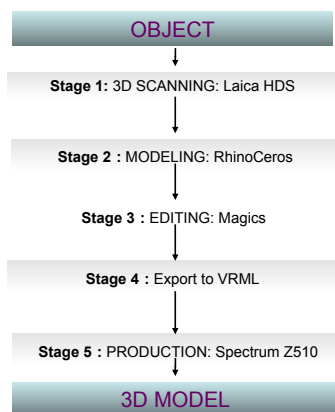 OBJECT
Stage 1: 3D SCANNING: Laica HDS
Stage 2 : MODELING: RhinoCeros
Stage 3 : EDITING: Magics
Stage 4 : Export to VRML
Stage 5 : PRODUCTION: Spectrum Z510
3D MODEL